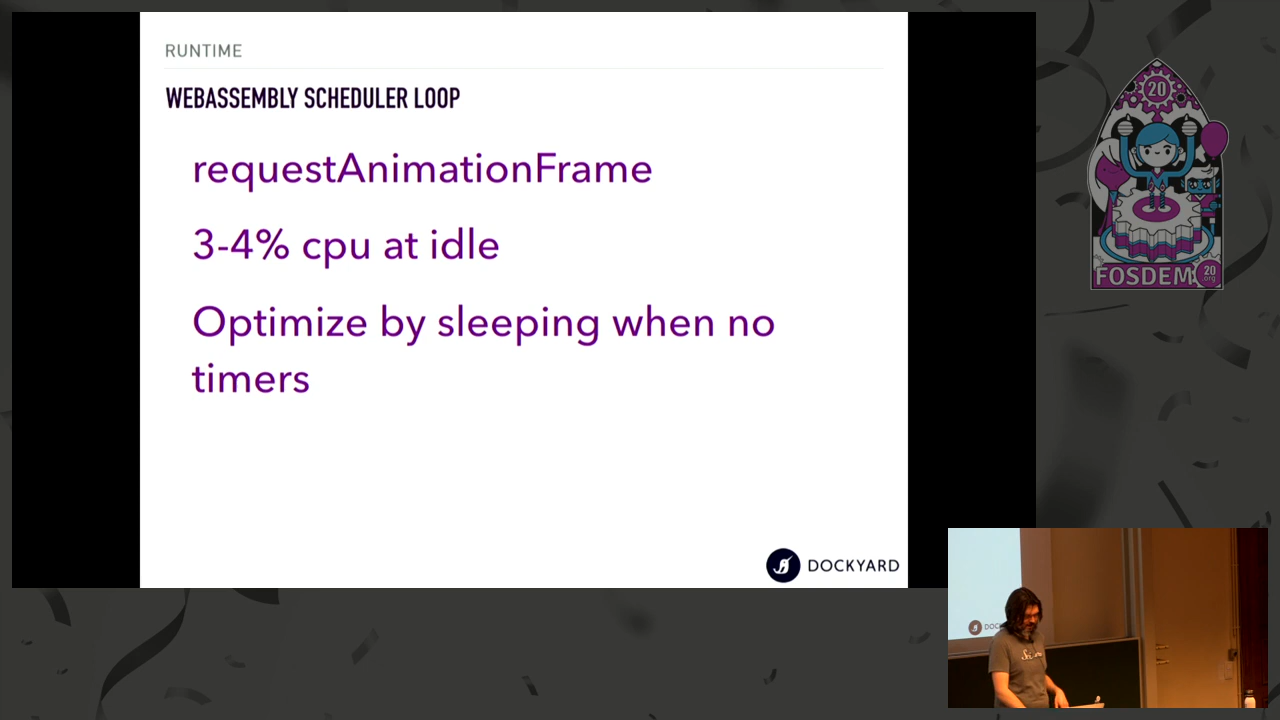 RUNTIME
WEBASSEMBLY SCHEDULER LOOP
requestAnimationFrame
3-4% cpu at idle
Optimize by sleeping when no
timers
DOCKYARD
20
FOSDEM
20
.org